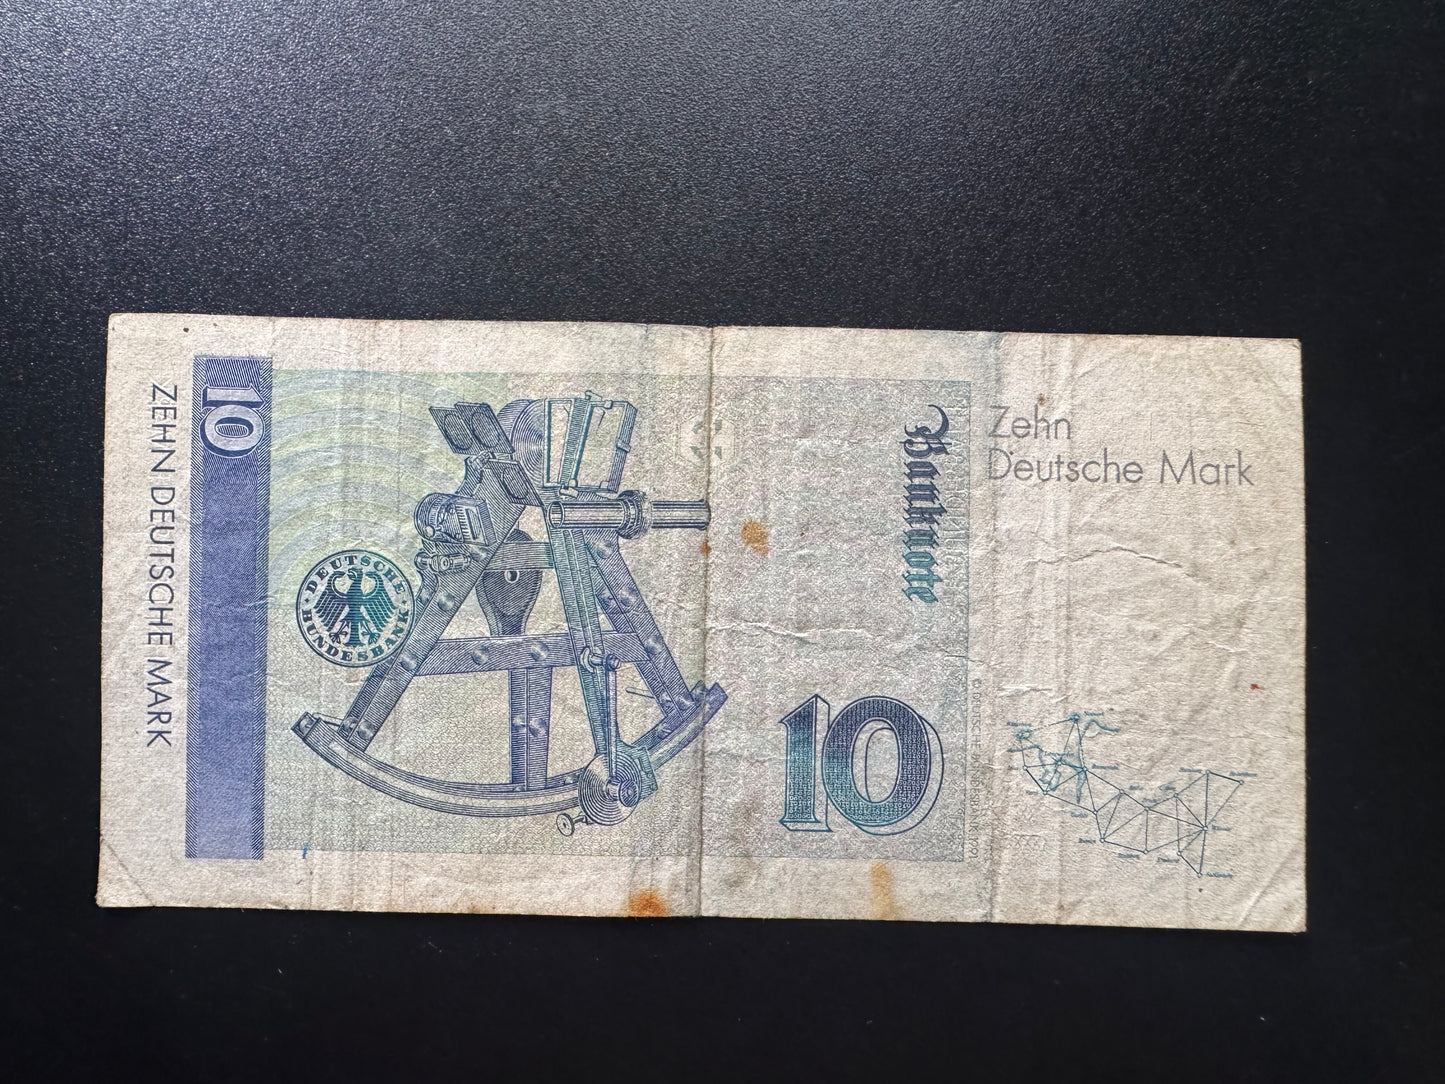 10
ZEHN DEUTSCHE MARK
DEUTSCHE
BUNDESBANK
Banknote
10
Zehn
Deutsche Mark